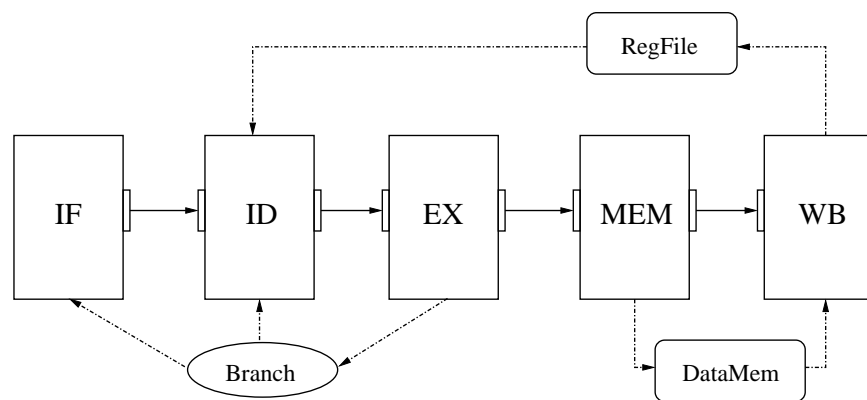 RegFile
IF
ID
EX
MEM
WB
Branch
DataMem